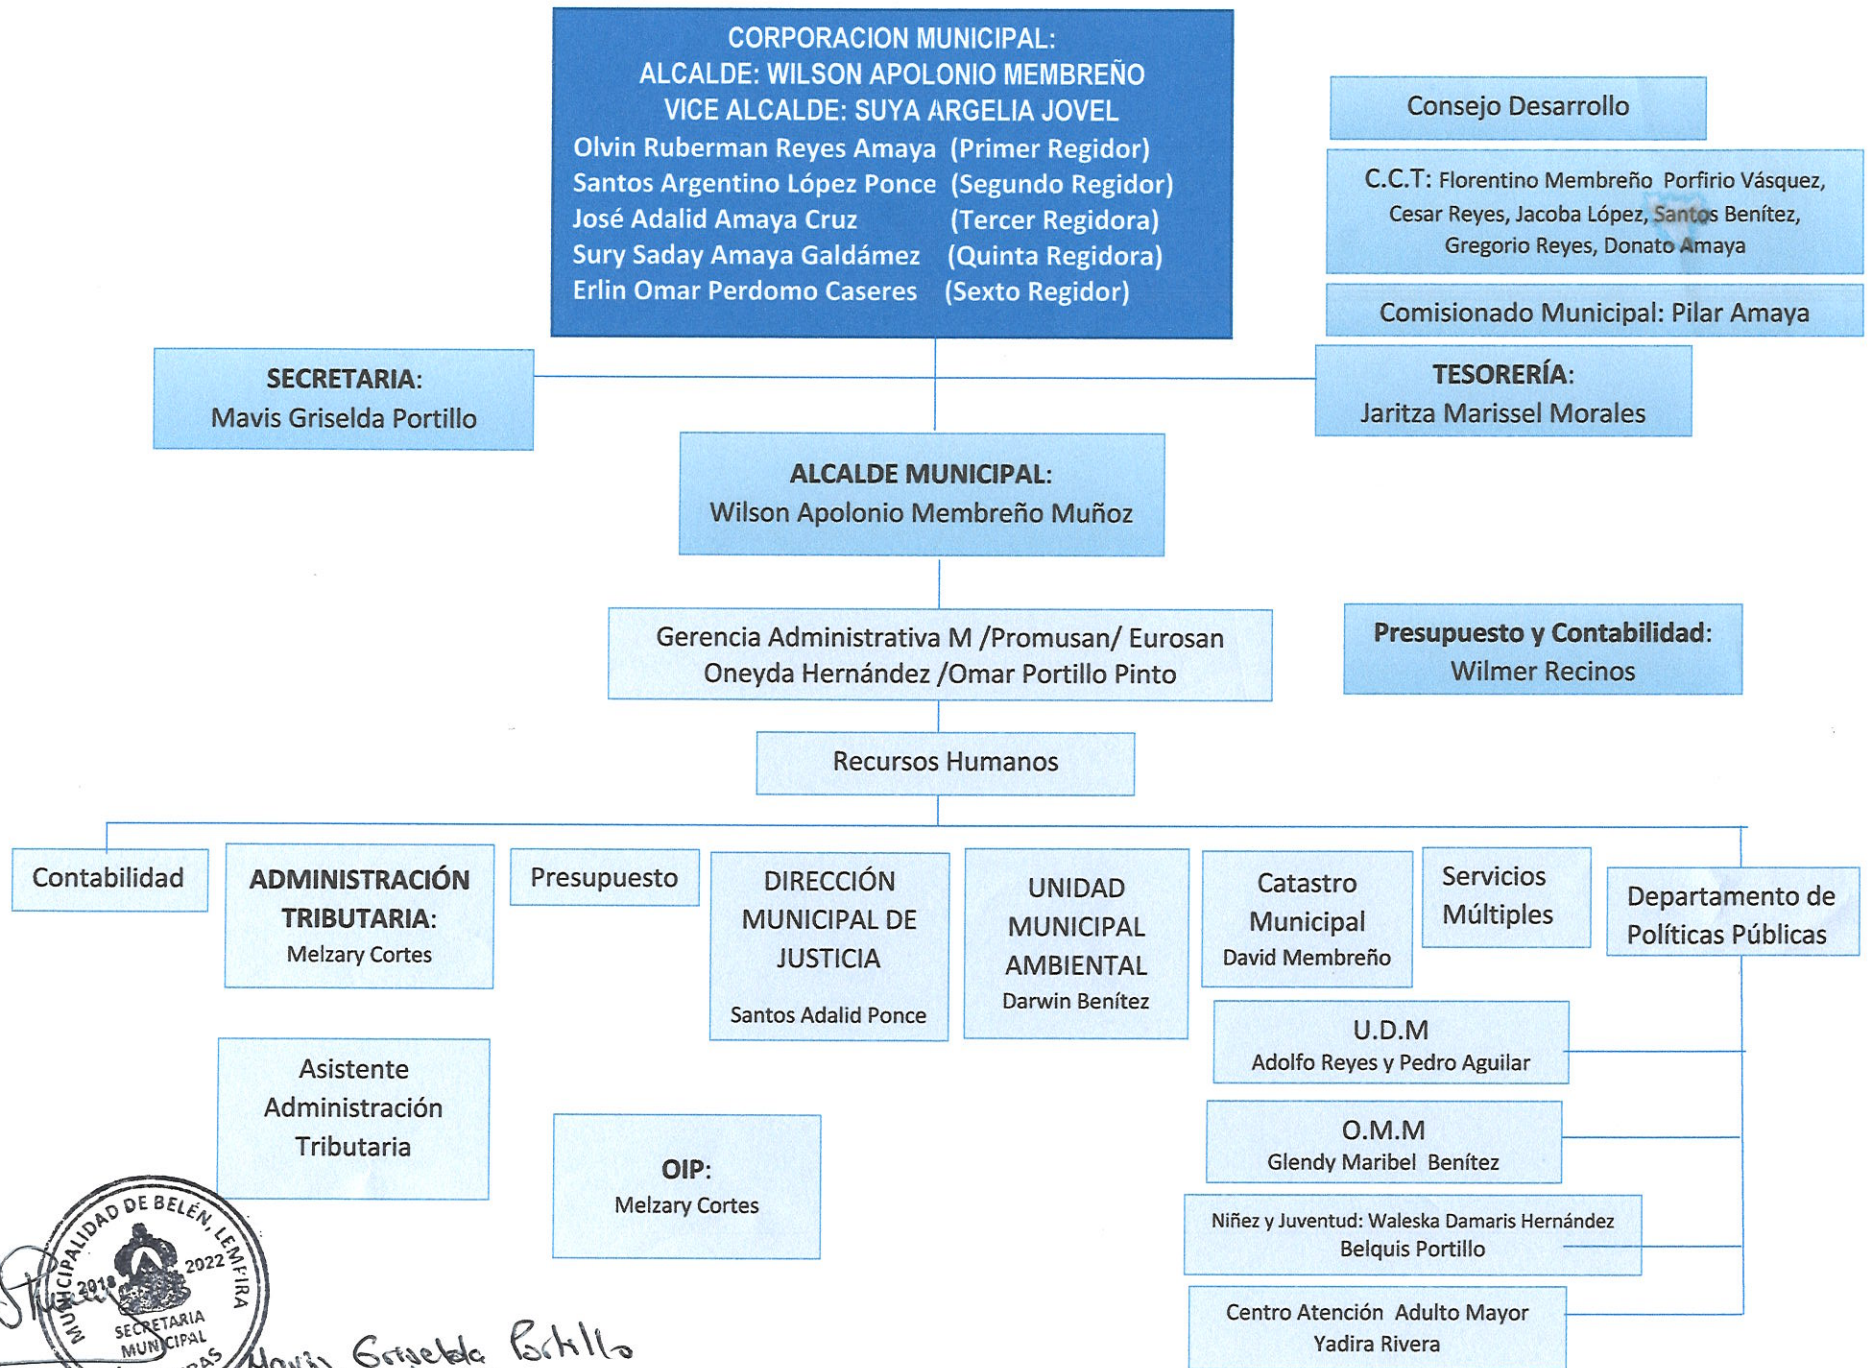 CORPORACION MUNICIPAL:
ALCALDE: WILSON APOLONIO MEMBREÑO
VICE ALCALDE: SUYA ARGELIA JOVEL
Olvin Ruberman Reyes Amaya (Primer Regidor)
Santos Argentino López Ponce (Segundo Regidor)
José Adalid Amaya Cruz (Tercer Regidora)
Sury Saday Amaya Galdámez (Quinta Regidora)
Erlin Omar Perdomo Caseres (Sexto Regidor)
Consejo Desarrollo
C.C.T: Florentino Membreño Porfirio Vásquez,
Cesar Reyes, Jacoba López, Santos Benítez,
Gregorio Reyes, Donato Amaya
Comisionado Municipal: Pilar Amaya
SECRETARIA:
Mavis Griselda Portillo
TESORERÍA:
Jaritza Marissel Morales
ALCALDE MUNICIPAL:
Wilson Apolonio Membreño Muñoz
Gerencia Administrativa M /Promusan/ Eurosan
Oneyda Hernández /Omar Portillo Pinto
Presupuesto y Contabilidad:
Wilmer Recinos
Recursos Humanos
Contabilidad
ADMINISTRACIÓN
TRIBUTARIA:
Melzary Cortes
Presupuesto
DIRECCIÓN
MUNICIPAL DE
JUSTICIA
Santos Adalid Ponce
UNIDAD
MUNICIPAL
AMBIENTAL
Darwin Benítez
Catastro
Municipal
David Membreño
Servicios
Múltiples
Departamento de
Políticas Públicas
Asistente
Administración
Tributaria
OIP:
Melzary Cortes
U.D.M
Adolfo Reyes y Pedro Aguilar
O.M.M
Glendy Maribel Benítez
Niñez y Juventud: Waleska Damaris Hernández
Belquis Portillo
Centro Atención Adulto Mayor
Yadira Rivera
MUNICIPALIDAD DE BELÉN, LEMPIRA
2018 2022
SECRETARIA
MUNICIPAL
Mavis Griselda Portillo